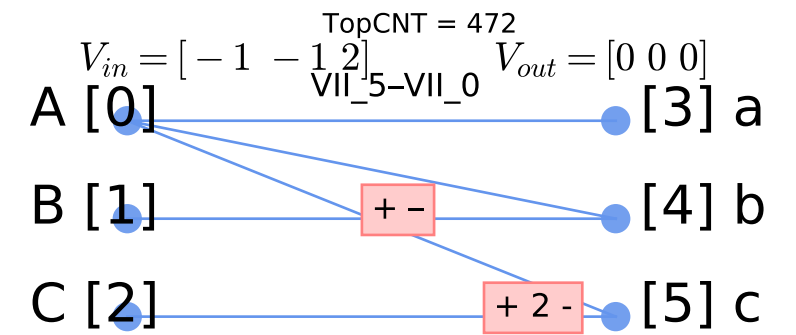 TopCNT = 472
V_in = [ − 1 − 1 2] V_out = [0 0 0]
VII_5–VII_0
A [0] [3] a
+ –
B [1] [4] b
+ 2 -
C [2] [5] c